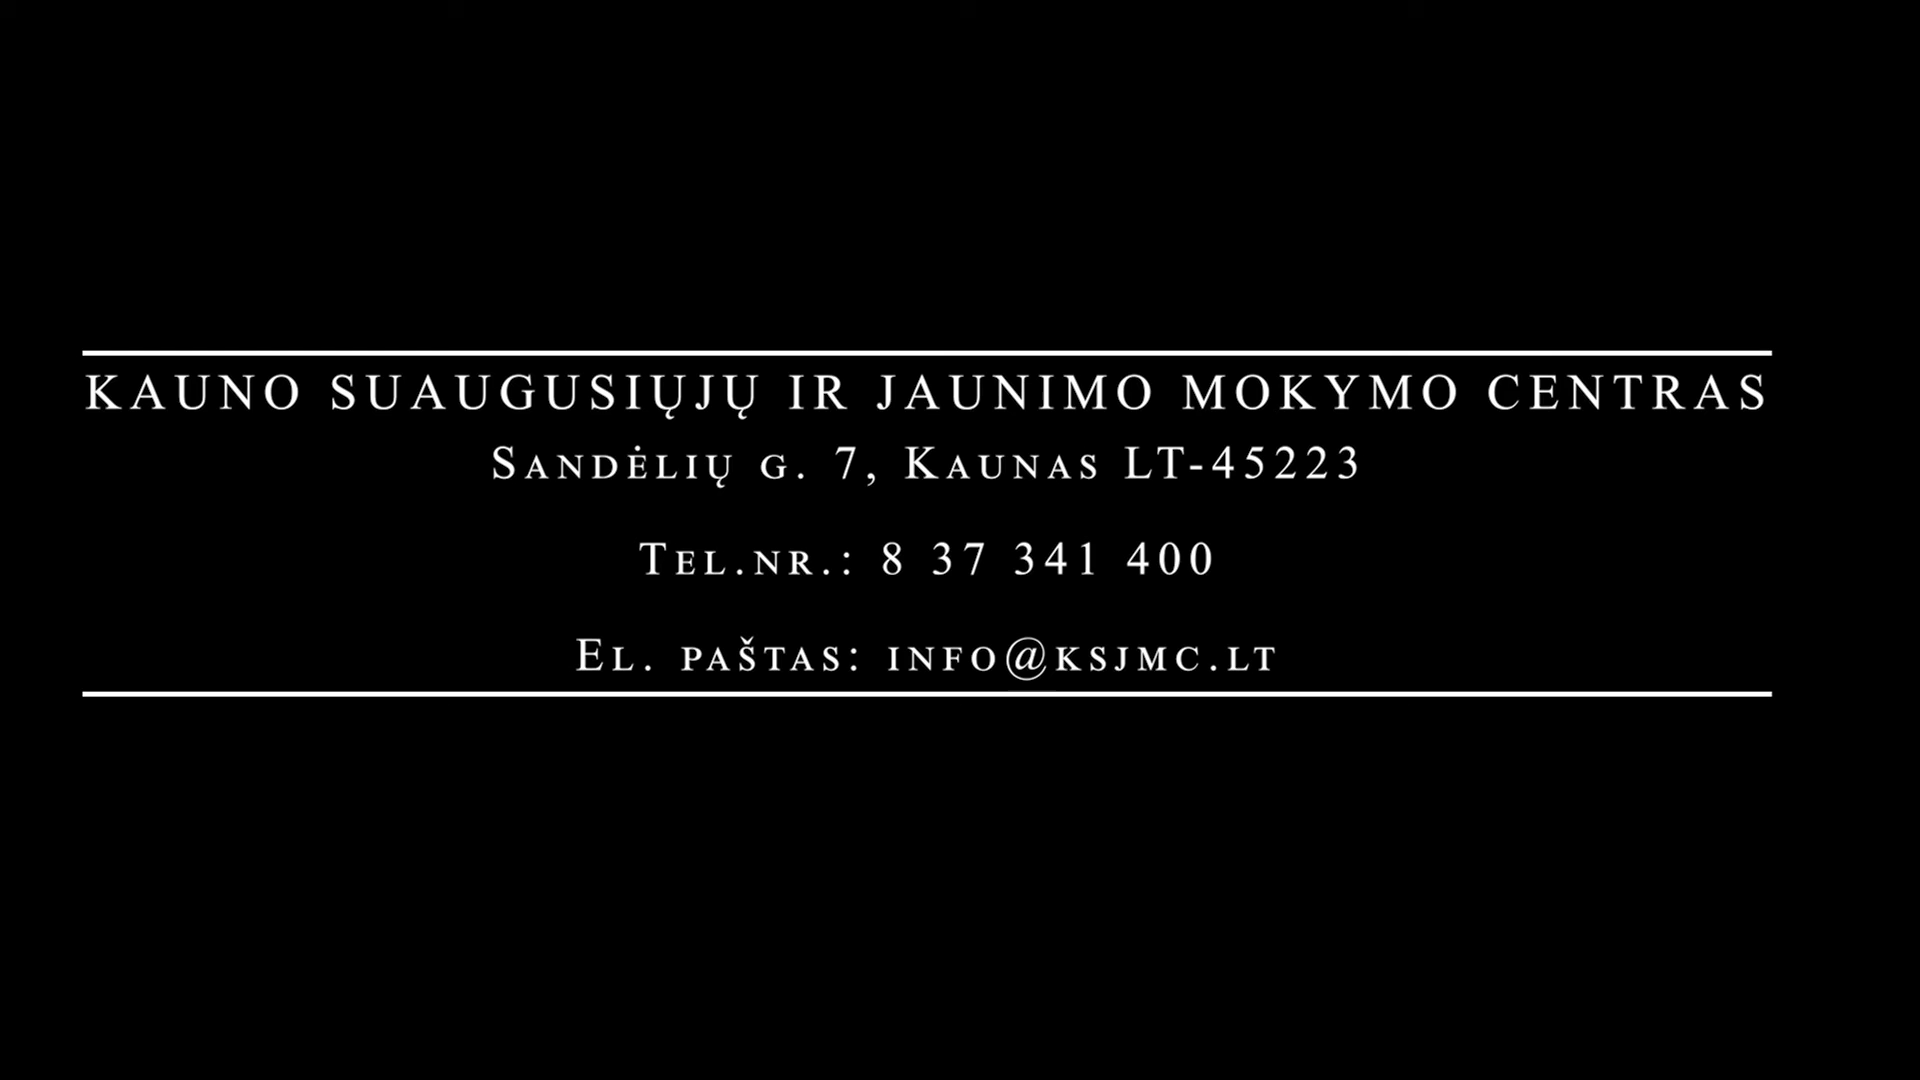 KAUNO SUAUGUSIŲJŲ IR JAUNIMO MOKYMO CENTRAS
Sandėlių g. 7, Kaunas LT-45223
Tel.nr.: 8 37 341 400
El. paštas: info@ksjmc.lt